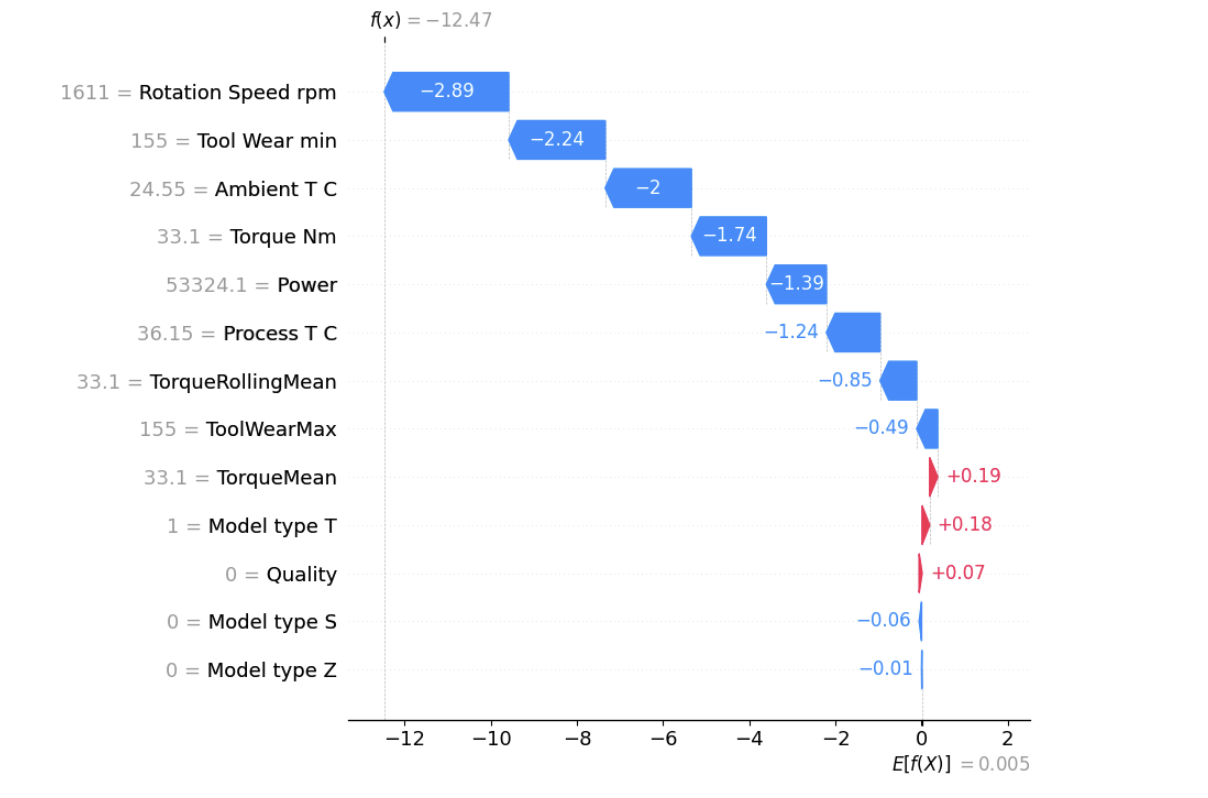 f(x) = −12.47
1611 = Rotation Speed rpm −2.89
155 = Tool Wear min −2.24
24.55 = Ambient T C −2
33.1 = Torque Nm −1.74
53324.1 = Power −1.39
36.15 = Process T C −1.24
33.1 = TorqueRollingMean −0.85
155 = ToolWearMax −0.49
33.1 = TorqueMean +0.19
1 = Model type T +0.18
0 = Quality +0.07
0 = Model type S −0.06
0 = Model type Z −0.01
−12 −10 −8 −6 −4 −2 0 2
E[f(X)] = 0.005